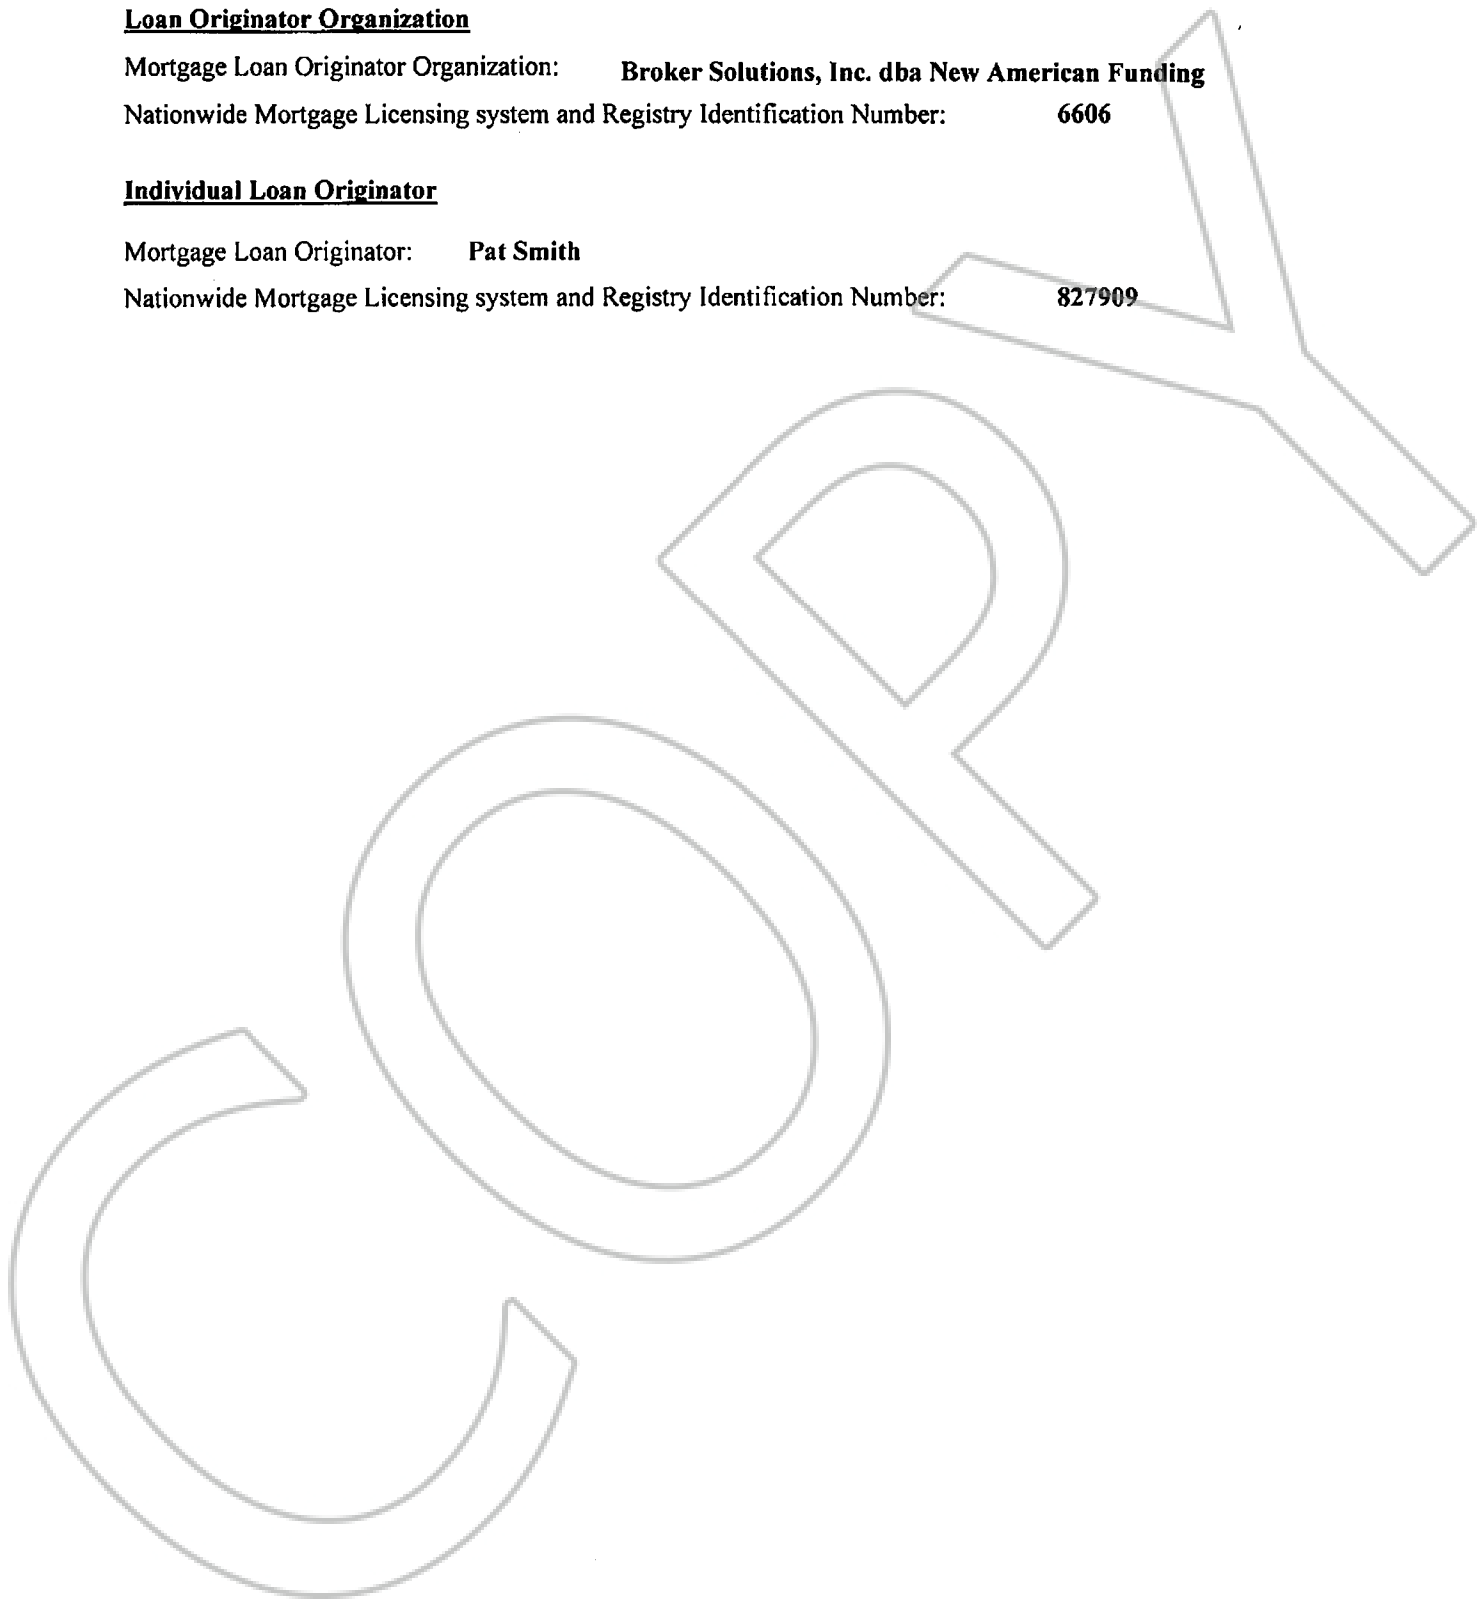 Loan Originator Organization
Mortgage Loan Originator Organization: Broker Solutions, Inc. dba New American Funding
Nationwide Mortgage Licensing system and Registry Identification Number: 6606
Individual Loan Originator
Mortgage Loan Originator: Pat Smith
Nationwide Mortgage Licensing system and Registry Identification Number: 827909
COPY